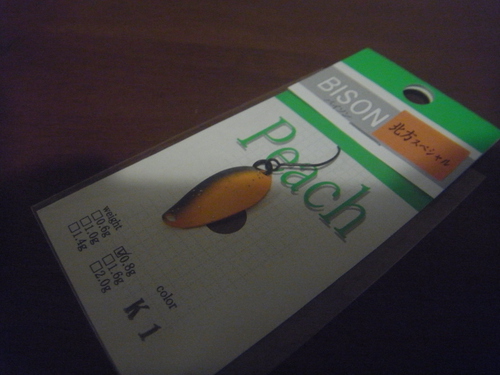 BISON
北方スペシャル
Peach
weight
☐0.6g ☑0.8g
☐1.0g ☐1.6g
☐1.4g ☐2.0g
color
K1